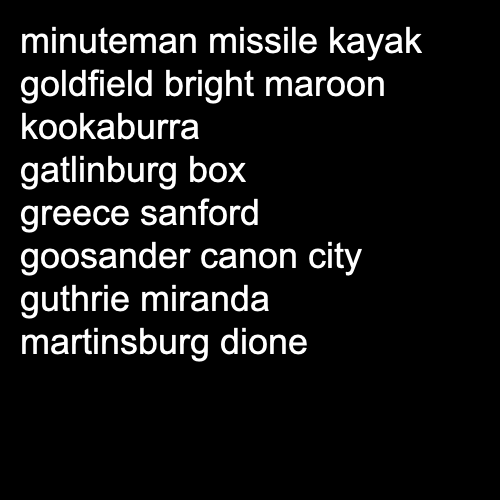 minuteman missile kayak
goldfield bright maroon
kookaburra
gatlinburg box
greece sanford
goosander canon city
guthrie miranda
martinsburg dione